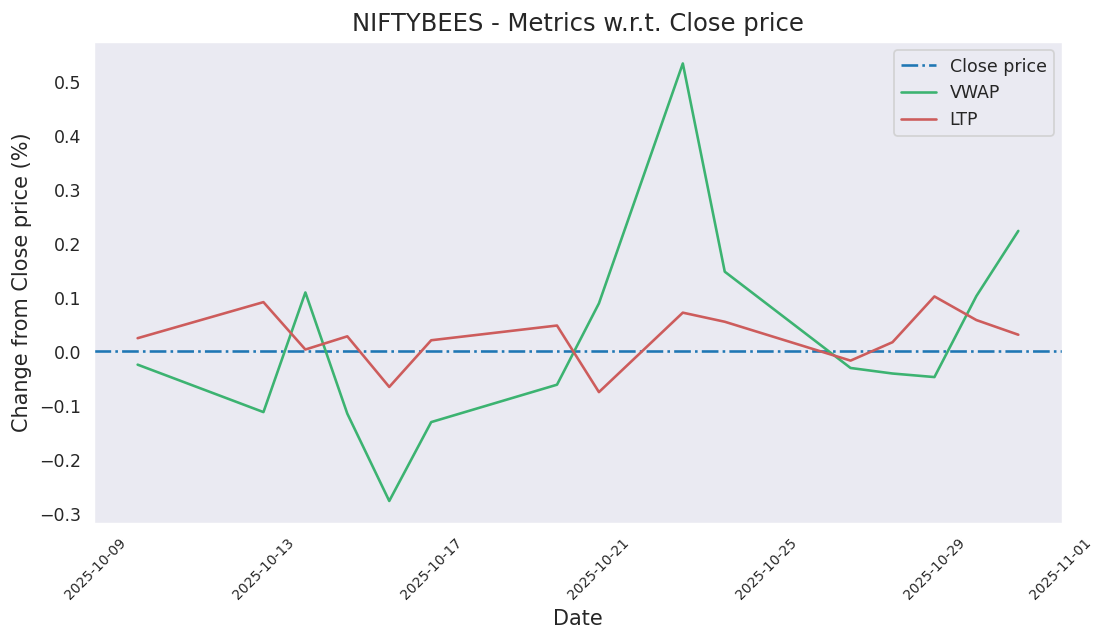 NIFTYBEES - Metrics w.r.t. Close price
Close price
VWAP
LTP
Change from Close price (%)
0.5
0.4
0.3
0.2
0.1
0.0
−0.1
−0.2
−0.3
2025-10-09
2025-10-13
2025-10-17
2025-10-21
2025-10-25
2025-10-29
2025-11-01
Date